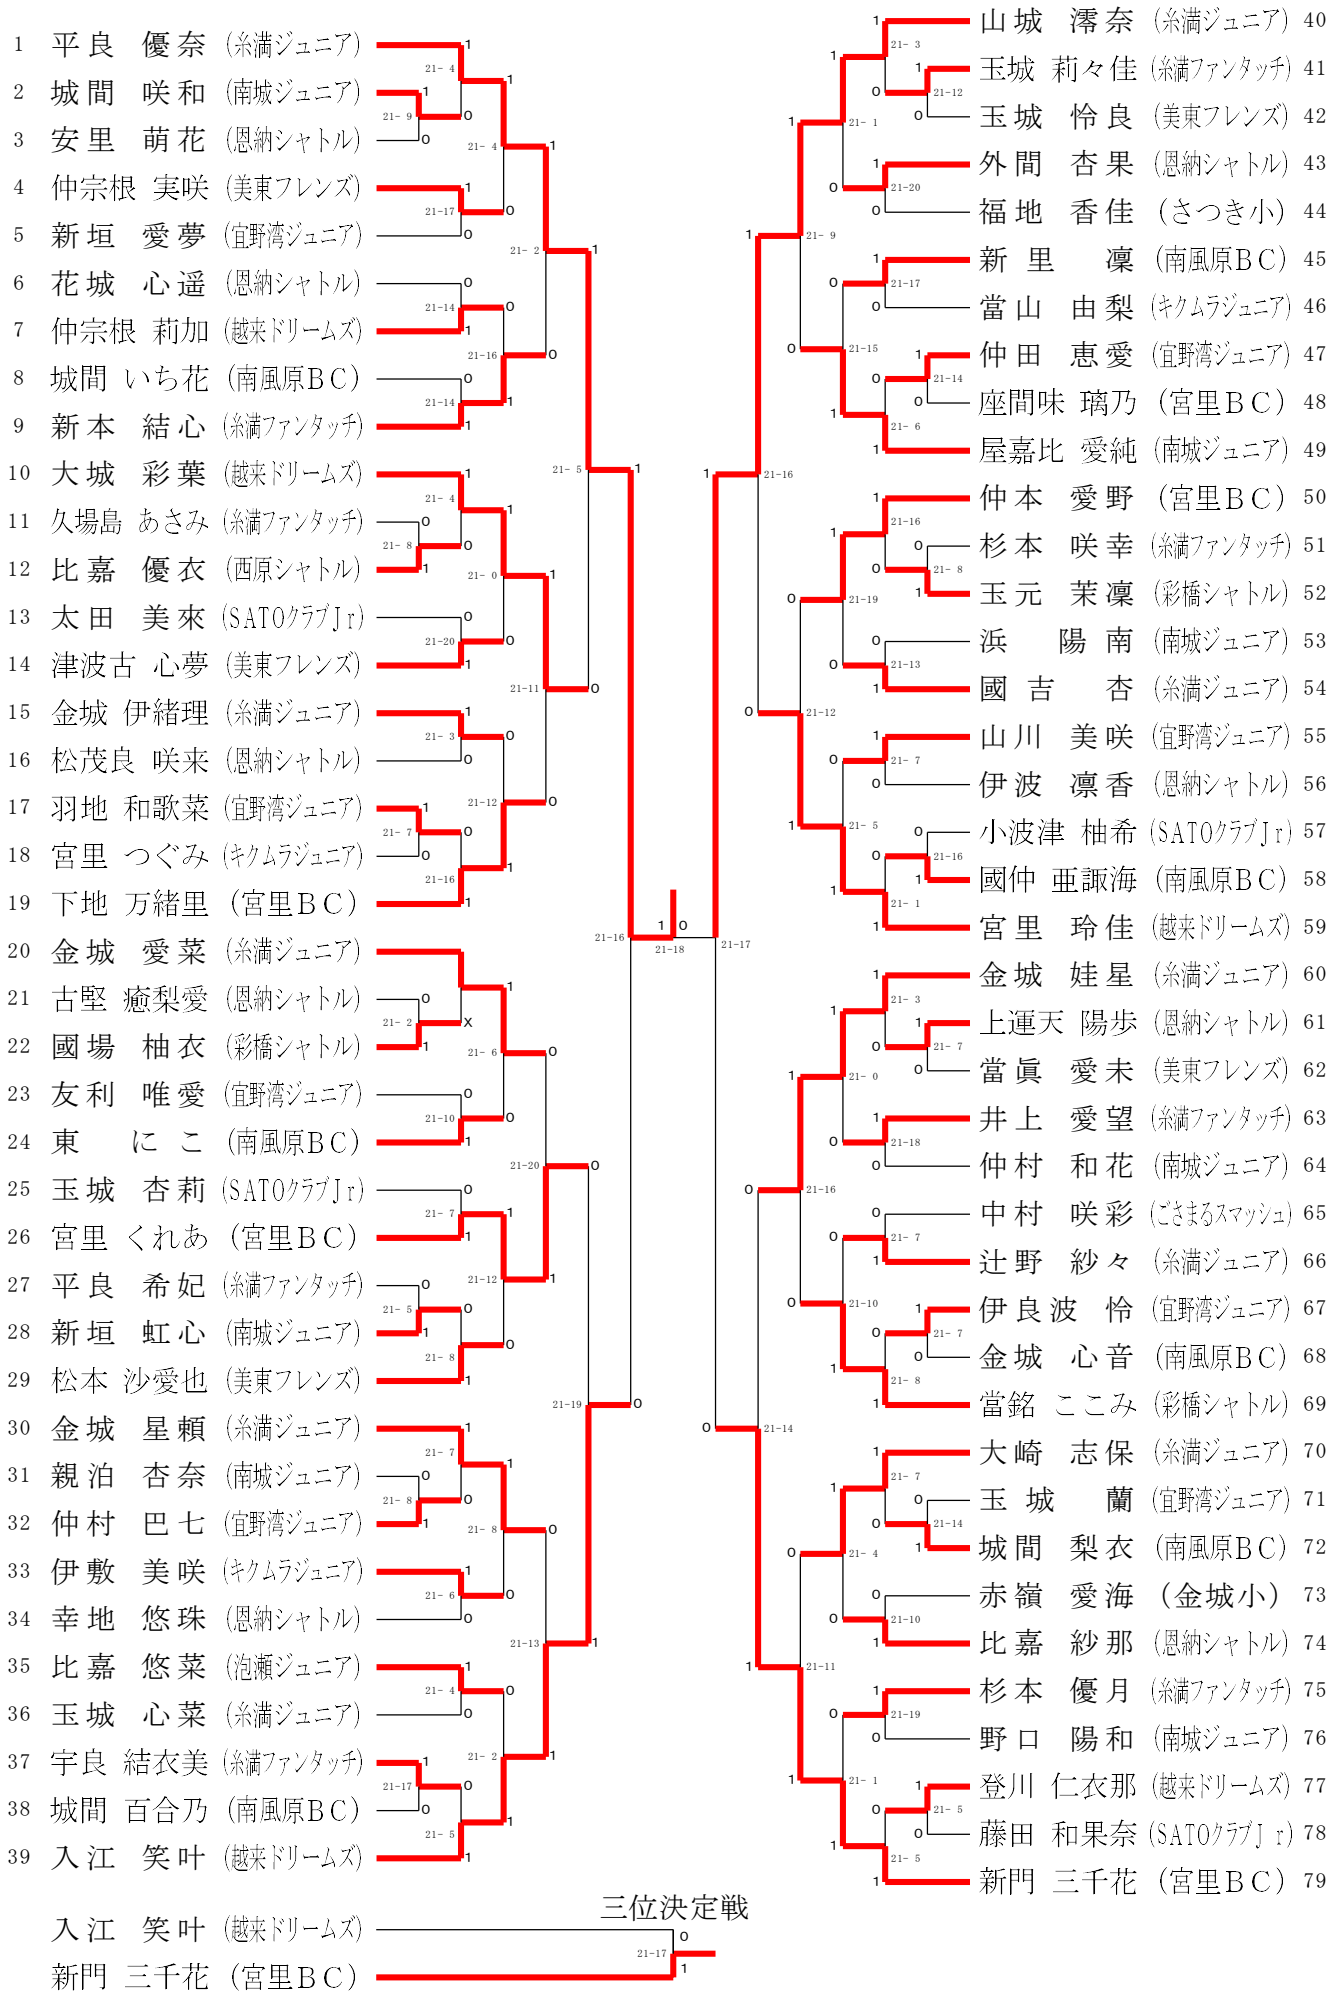 1 平良 優奈 (糸満ジュニア)
2 城間 咲和 (南城ジュニア)
3 安里 萌花 (恩納シャトル)
4 仲宗根 実咲 (美東フレンズ)
5 新垣 愛夢 (宜野湾ジュニア)
6 花城 心遥 (恩納シャトル)
7 仲宗根 莉加 (越来ドリームズ)
8 城間 いち花 (南風原BC)
9 新本 結心 (糸満ファンタッチ)
10 大城 彩葉 (越来ドリームズ)
11 久場島 あさみ (糸満ファンタッチ)
12 比嘉 優衣 (西原シャトル)
13 太田 美來 (SATOクラブJr)
14 津波古 心夢 (美東フレンズ)
15 金城 伊緒理 (糸満ジュニア)
16 松茂良 咲来 (恩納シャトル)
17 羽地 和歌菜 (宜野湾ジュニア)
18 宮里 つぐみ (キクムラジュニア)
19 下地 万緒里 (宮里BC)
20 金城 愛菜 (糸満ジュニア)
21 古堅 癒梨愛 (恩納シャトル)
22 國場 柚衣 (彩橋シャトル)
23 友利 唯愛 (宜野湾ジュニア)
24 東 にこ (南風原BC)
25 玉城 杏莉 (SATOクラブJr)
26 宮里 くれあ (宮里BC)
27 平良 希妃 (糸満ファンタッチ)
28 新垣 虹心 (南城ジュニア)
29 松本 沙愛也 (美東フレンズ)
30 金城 星頼 (糸満ジュニア)
31 親泊 杏奈 (南城ジュニア)
32 仲村 巴七 (宜野湾ジュニア)
33 伊敷 美咲 (キクムラジュニア)
34 幸地 悠珠 (恩納シャトル)
35 比嘉 悠菜 (泡瀬ジュニア)
36 玉城 心菜 (糸満ジュニア)
37 宇良 結衣美 (糸満ファンタッチ)
38 城間 百合乃 (南風原BC)
39 入江 笑叶 (越来ドリームズ)
山城 澪奈 (糸満ジュニア) 40
玉城 莉々佳 (糸満ファンタッチ) 41
玉城 怜良 (美東フレンズ) 42
外間 杏果 (恩納シャトル) 43
福地 香佳 (さつき小) 44
新里 凜 (南風原BC) 45
當山 由梨 (キクムラジュニア) 46
仲田 恵愛 (宜野湾ジュニア) 47
座間味 璃乃 (宮里BC) 48
屋嘉比 愛純 (南城ジュニア) 49
仲本 愛野 (宮里BC) 50
杉本 咲幸 (糸満ファンタッチ) 51
玉元 茉凜 (彩橋シャトル) 52
浜 陽南 (南城ジュニア) 53
國吉 杏 (糸満ジュニア) 54
山川 美咲 (宜野湾ジュニア) 55
伊波 凛香 (恩納シャトル) 56
小波津 柚希 (SATOクラブJr) 57
國仲 亜諏海 (南風原BC) 58
宮里 玲佳 (越来ドリームズ) 59
金城 娃星 (糸満ジュニア) 60
上運天 陽歩 (恩納シャトル) 61
當眞 愛未 (美東フレンズ) 62
井上 愛望 (糸満ファンタッチ) 63
仲村 和花 (南城ジュニア) 64
中村 咲彩 (ごさまるスマッシュ) 65
辻野 紗々 (糸満ジュニア) 66
伊良波 怜 (宜野湾ジュニア) 67
金城 心音 (南風原BC) 68
當銘 ここみ (彩橋シャトル) 69
大崎 志保 (糸満ジュニア) 70
玉城 蘭 (宜野湾ジュニア) 71
城間 梨衣 (南風原BC) 72
赤嶺 愛海 (金城小) 73
比嘉 紗那 (恩納シャトル) 74
杉本 優月 (糸満ファンタッチ) 75
野口 陽和 (南城ジュニア) 76
登川 仁衣那 (越来ドリームズ) 77
藤田 和果奈 (SATOクラブJr) 78
新門 三千花 (宮里BC) 79
21-16 1 0 21-17
21-18
三位決定戦
入江 笑叶 (越来ドリームズ) 0
21-17
新門 三千花 (宮里BC) 1